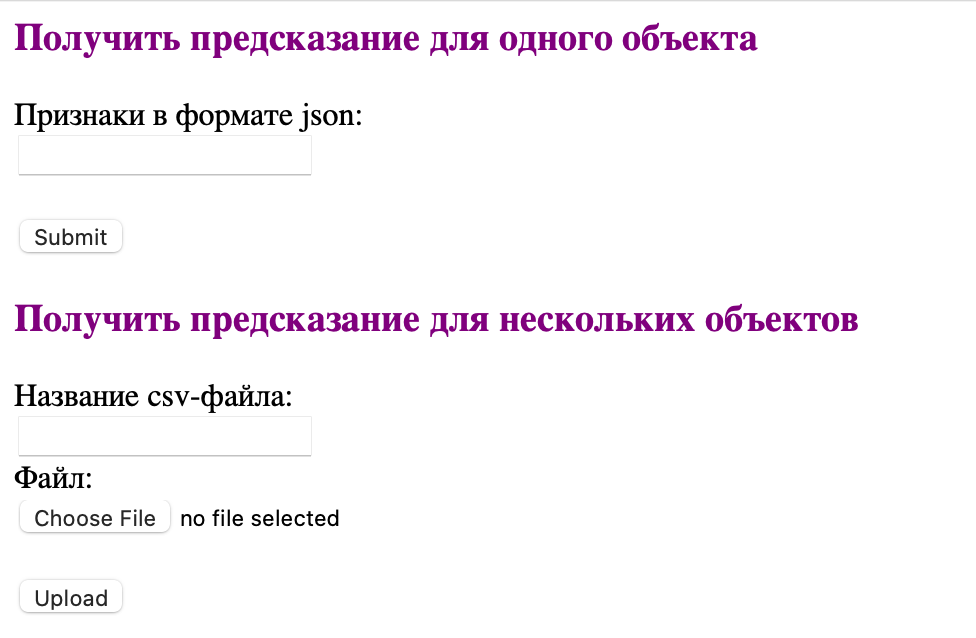 Получить предсказание для одного объекта
Признаки в формате json:
Submit
Получить предсказание для нескольких объектов
Название csv-файла:
Файл:
Choose File no file selected
Upload